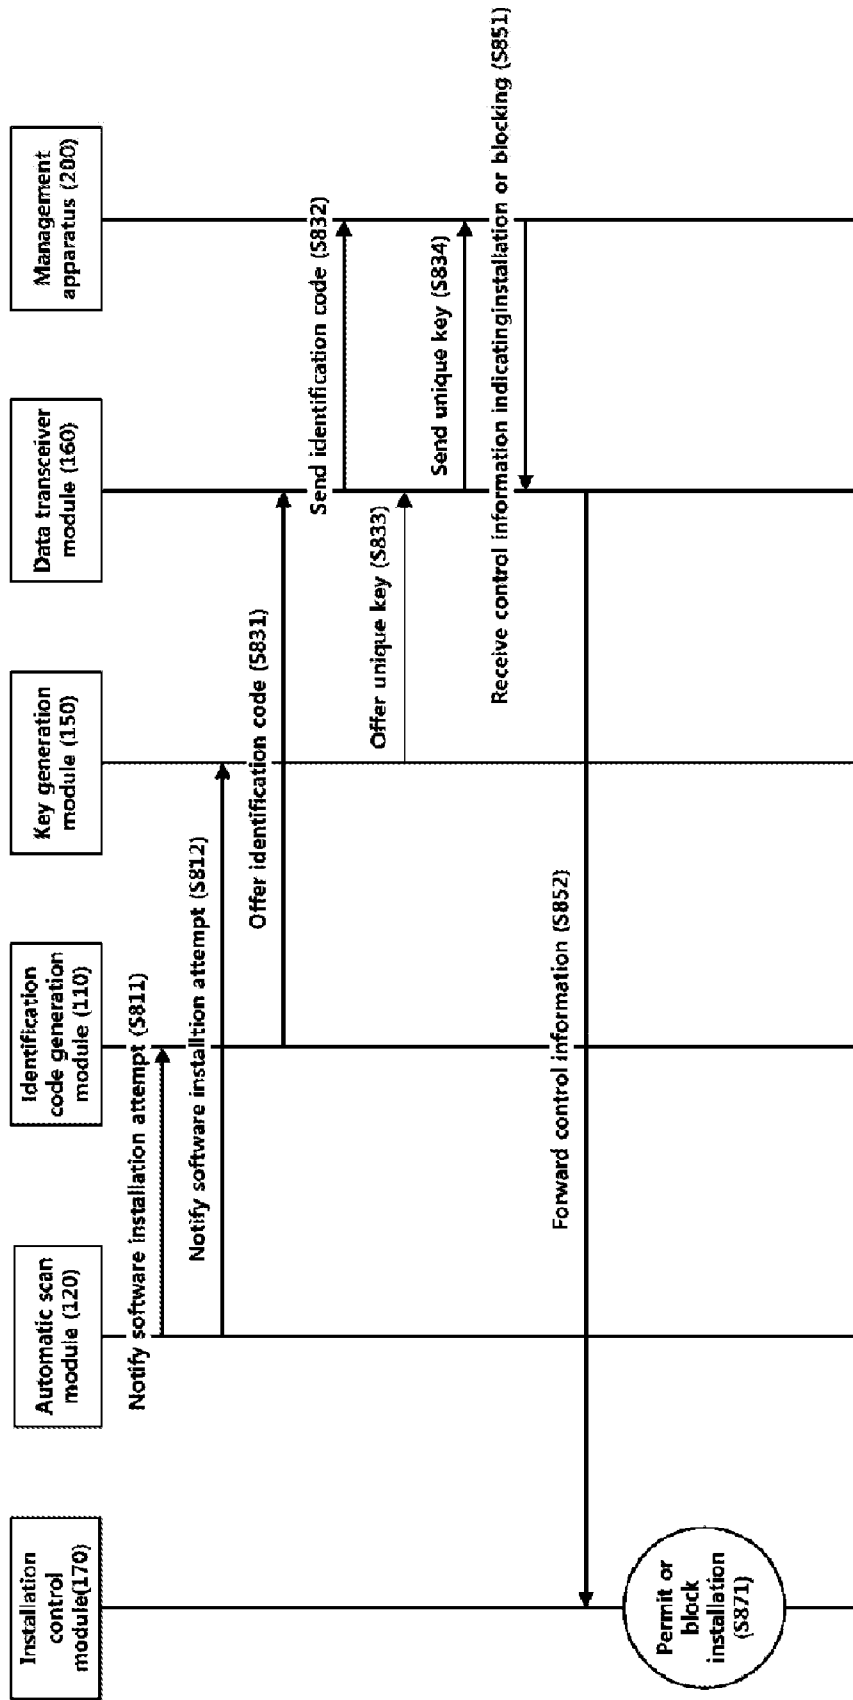 Installation
control
module(170)
Automatic scan
module (120)
Identification
code generation
module (110)
Key generation
module (150)
Data transceiver
module (160)
Management
apparatus (200)
Notify software installation attempt (S811)
Notify software installtion attempt (S812)
Offer identification code (S831)
Send identification code (S832)
Offer unique key (S833)
Send unique key (S834)
Receive control information indicatinginstallation or blocking (S851)
Forward control information (S852)
Permit or
block
installation
(S871)